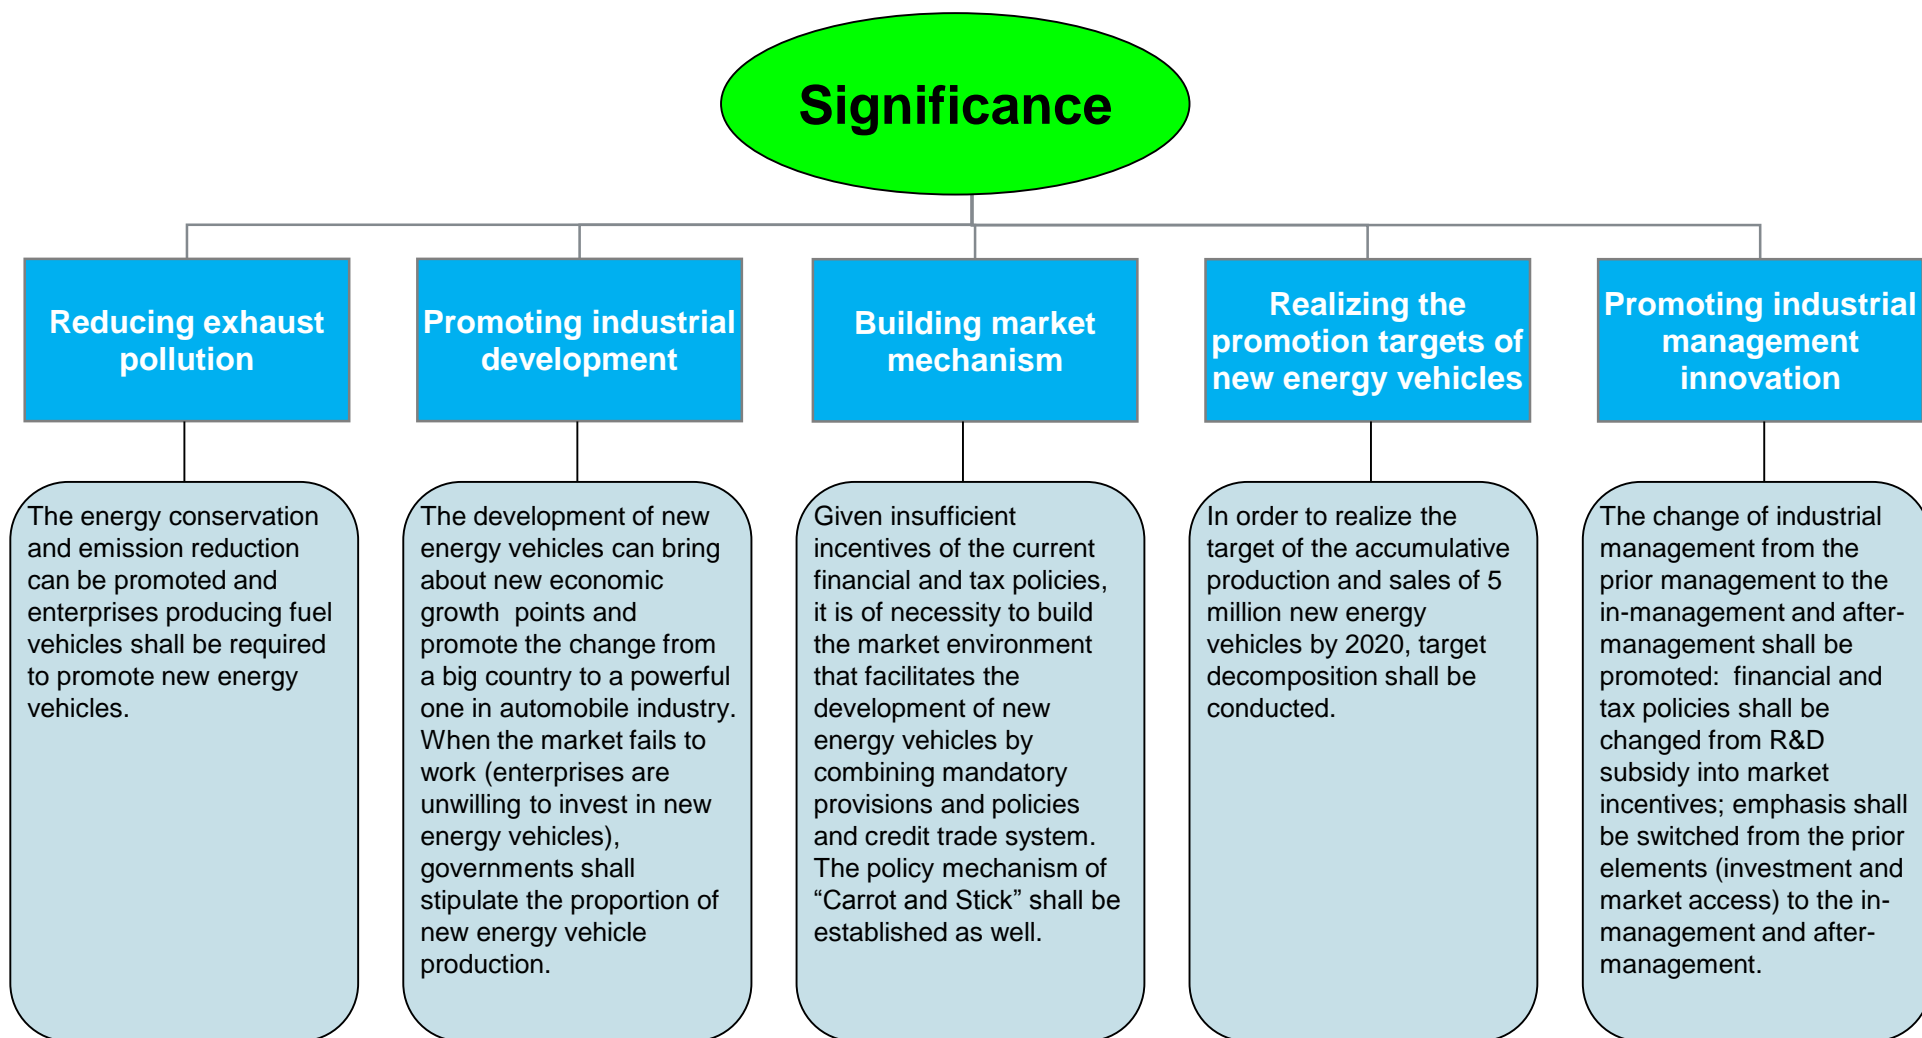 Significance
Reducing exhaust
pollution
Promoting industrial
development
Building market
mechanism
Realizing the
promotion targets of
new energy vehicles
Promoting industrial
management
innovation
The energy conservation
and emission reduction
can be promoted and
enterprises producing fuel
vehicles shall be required
to promote new energy
vehicles.
The development of new
energy vehicles can bring
about new economic
growth  points and
promote the change from
a big country to a powerful
one in automobile industry.
When the market fails to
work (enterprises are
unwilling to invest in new
energy vehicles),
governments shall
stipulate the proportion of
new energy vehicle
production.
Given insufficient
incentives of the current
financial and tax policies,
it is of necessity to build
the market environment
that facilitates the
development of new
energy vehicles by
combining mandatory
provisions and policies
and credit trade system.
The policy mechanism of
“Carrot and Stick” shall be
established as well.
In order to realize the
target of the accumulative
production and sales of 5
million new energy
vehicles by 2020, target
decomposition shall be
conducted.
The change of industrial
management from the
prior management to the
in-management and after-
management shall be
promoted:  financial and
tax policies shall be
changed from R&D
subsidy into market
incentives; emphasis shall
be switched from the prior
elements (investment and
market access) to the in-
management and after-
management.